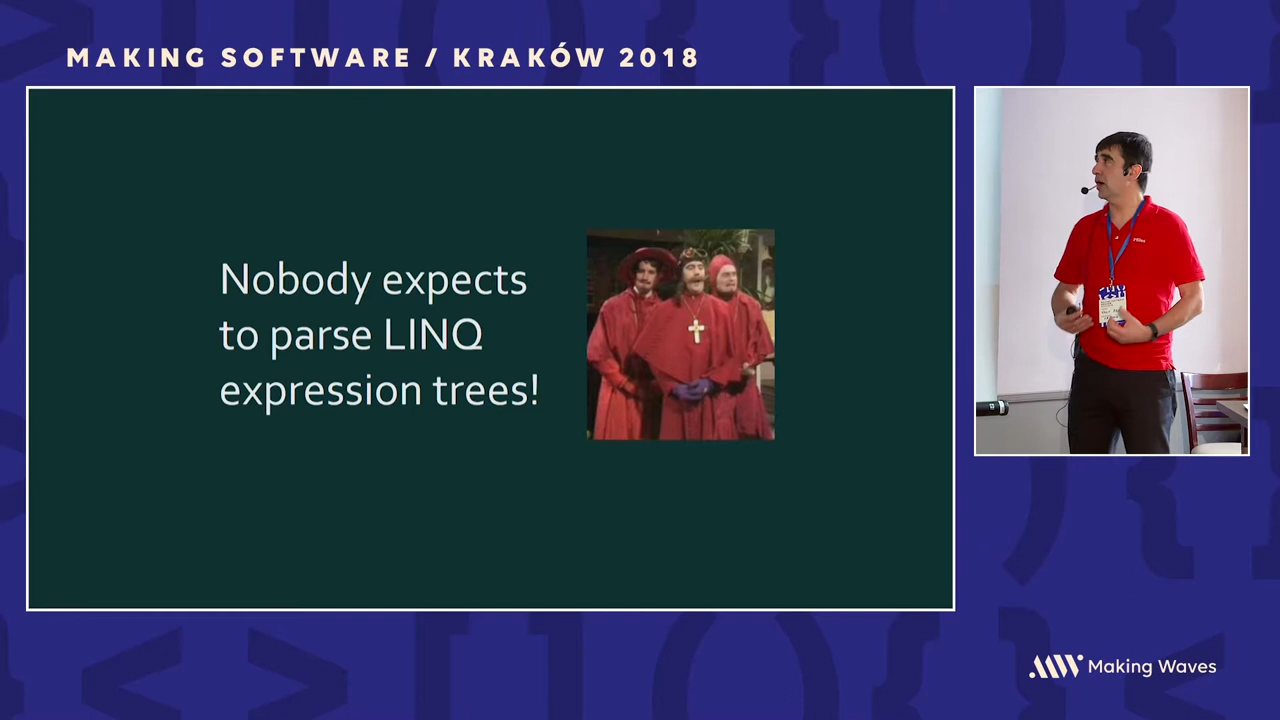 MAKING SOFTWARE / KRAKÓW 2018
Nobody expects
to parse LINQ
expression trees!
Making Waves